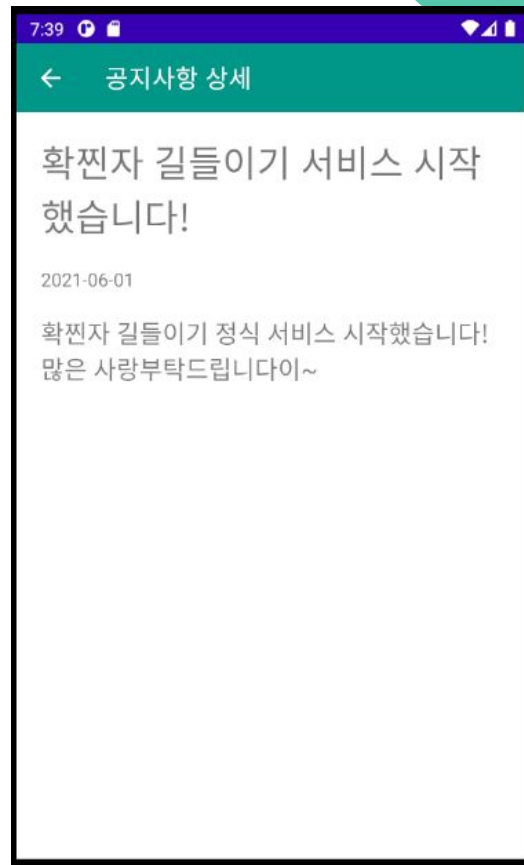 7:39
공지사항 상세
확찐자 길들이기 서비스 시작
했습니다!
2021-06-01
확찐자 길들이기 정식 서비스 시작했습니다!
많은 사랑부탁드립니다이~